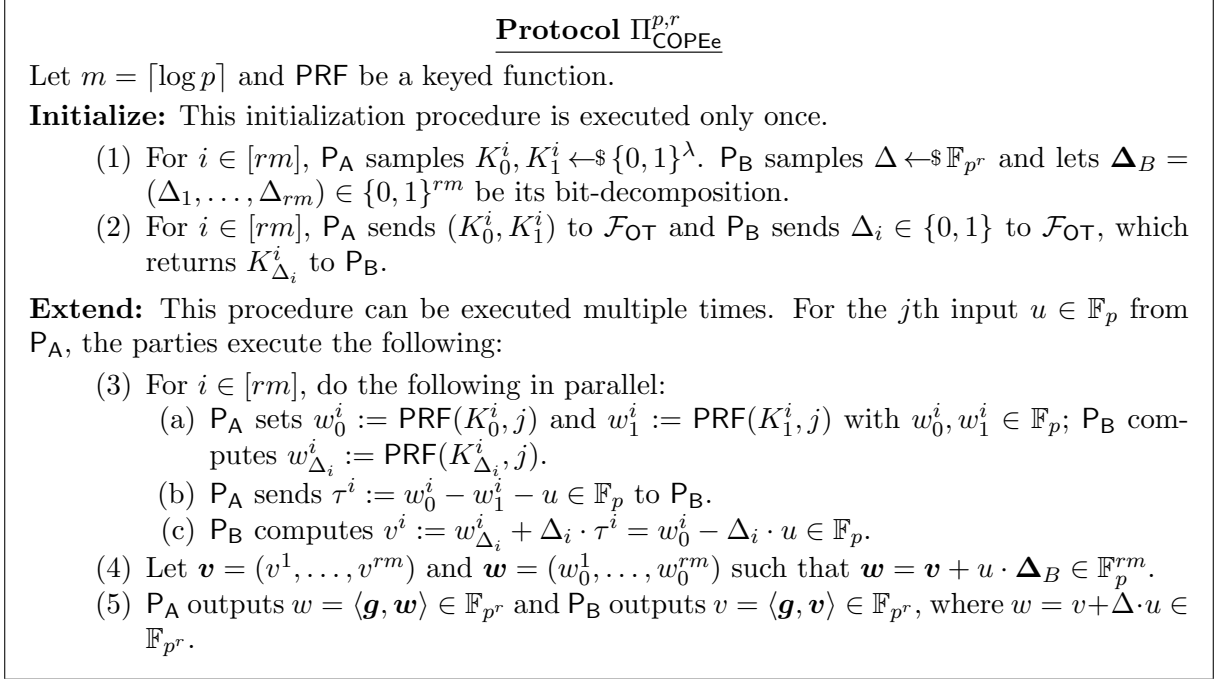 Protocol Π^{p,r}_{COPEe}
Let m = ⌈log p⌉ and PRF be a keyed function.
Initialize: This initialization procedure is executed only once.
(1) For i ∈ [rm], P_A samples K^i_0, K^i_1 ←$ {0, 1}^λ. P_B samples Δ ←$ 𝔽_{p^r} and lets 𝚫_B =
(Δ_1, . . . , Δ_{rm}) ∈ {0, 1}^{rm} be its bit-decomposition.
(2) For i ∈ [rm], P_A sends (K^i_0, K^i_1) to ℱ_OT and P_B sends Δ_i ∈ {0, 1} to ℱ_OT, which
returns K^i_{Δ_i} to P_B.
Extend: This procedure can be executed multiple times. For the jth input u ∈ 𝔽_p from
P_A, the parties execute the following:
(3) For i ∈ [rm], do the following in parallel:
(a) P_A sets w^i_0 := PRF(K^i_0, j) and w^i_1 := PRF(K^i_1, j) with w^i_0, w^i_1 ∈ 𝔽_p; P_B com-
putes w^i_{Δ_i} := PRF(K^i_{Δ_i}, j).
(b) P_A sends τ^i := w^i_0 − w^i_1 − u ∈ 𝔽_p to P_B.
(c) P_B computes v^i := w^i_{Δ_i} + Δ_i · τ^i = w^i_0 − Δ_i · u ∈ 𝔽_p.
(4) Let 𝒗 = (v^1, . . . , v^{rm}) and 𝒘 = (w^1_0, . . . , w^{rm}_0) such that 𝒘 = 𝒗 + u · 𝚫_B ∈ 𝔽^{rm}_p.
(5) P_A outputs w = ⟨𝒈, 𝒘⟩ ∈ 𝔽_{p^r} and P_B outputs v = ⟨𝒈, 𝒗⟩ ∈ 𝔽_{p^r}, where w = v+Δ·u ∈
𝔽_{p^r}.